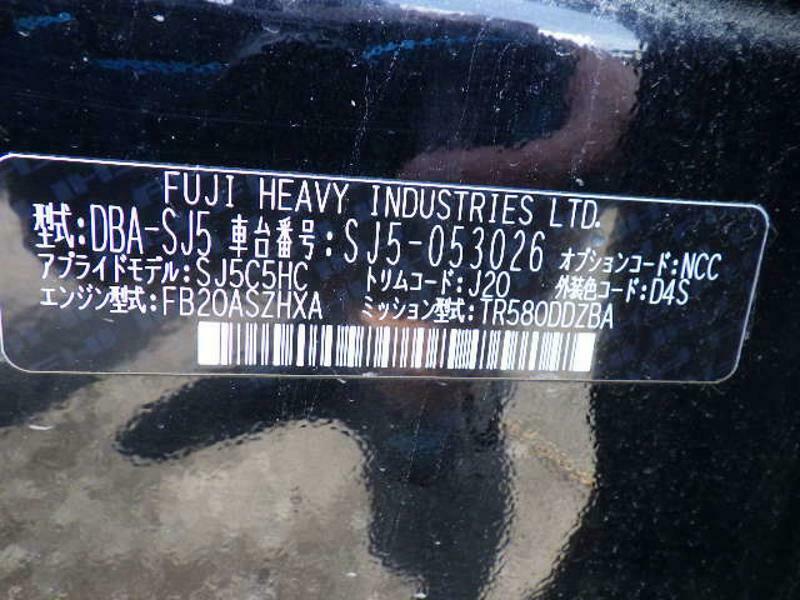 FUJI HEAVY INDUSTRIES LTD.
型式:DBA-SJ5 車台番号:SJ5-053026 オプションコード:NCC
アプライドモデル:SJ5C5HC トリムコード:J20 外装色コード:D4S
エンジン型式:FB20ASZHXA ミッション型式:TR580DDZBA